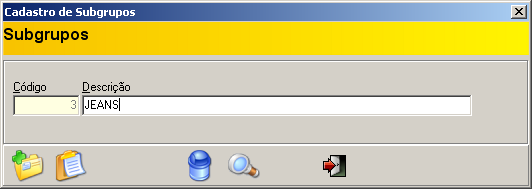 Cadastro de Subgrupos
Subgrupos
Código Descrição
3 JEANS